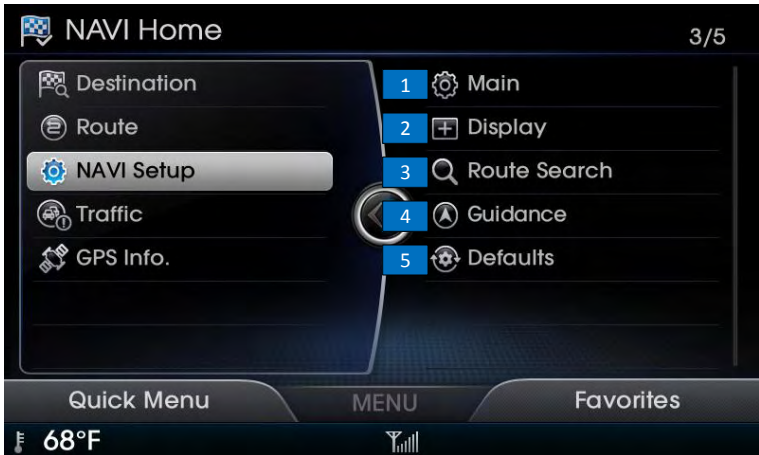 NAVI Home
3/5
Destination
Route
NAVI Setup
Traffic
GPS Info.
1 Main
2 Display
3 Route Search
4 Guidance
5 Defaults
Quick Menu
MENU
Favorites
68°F